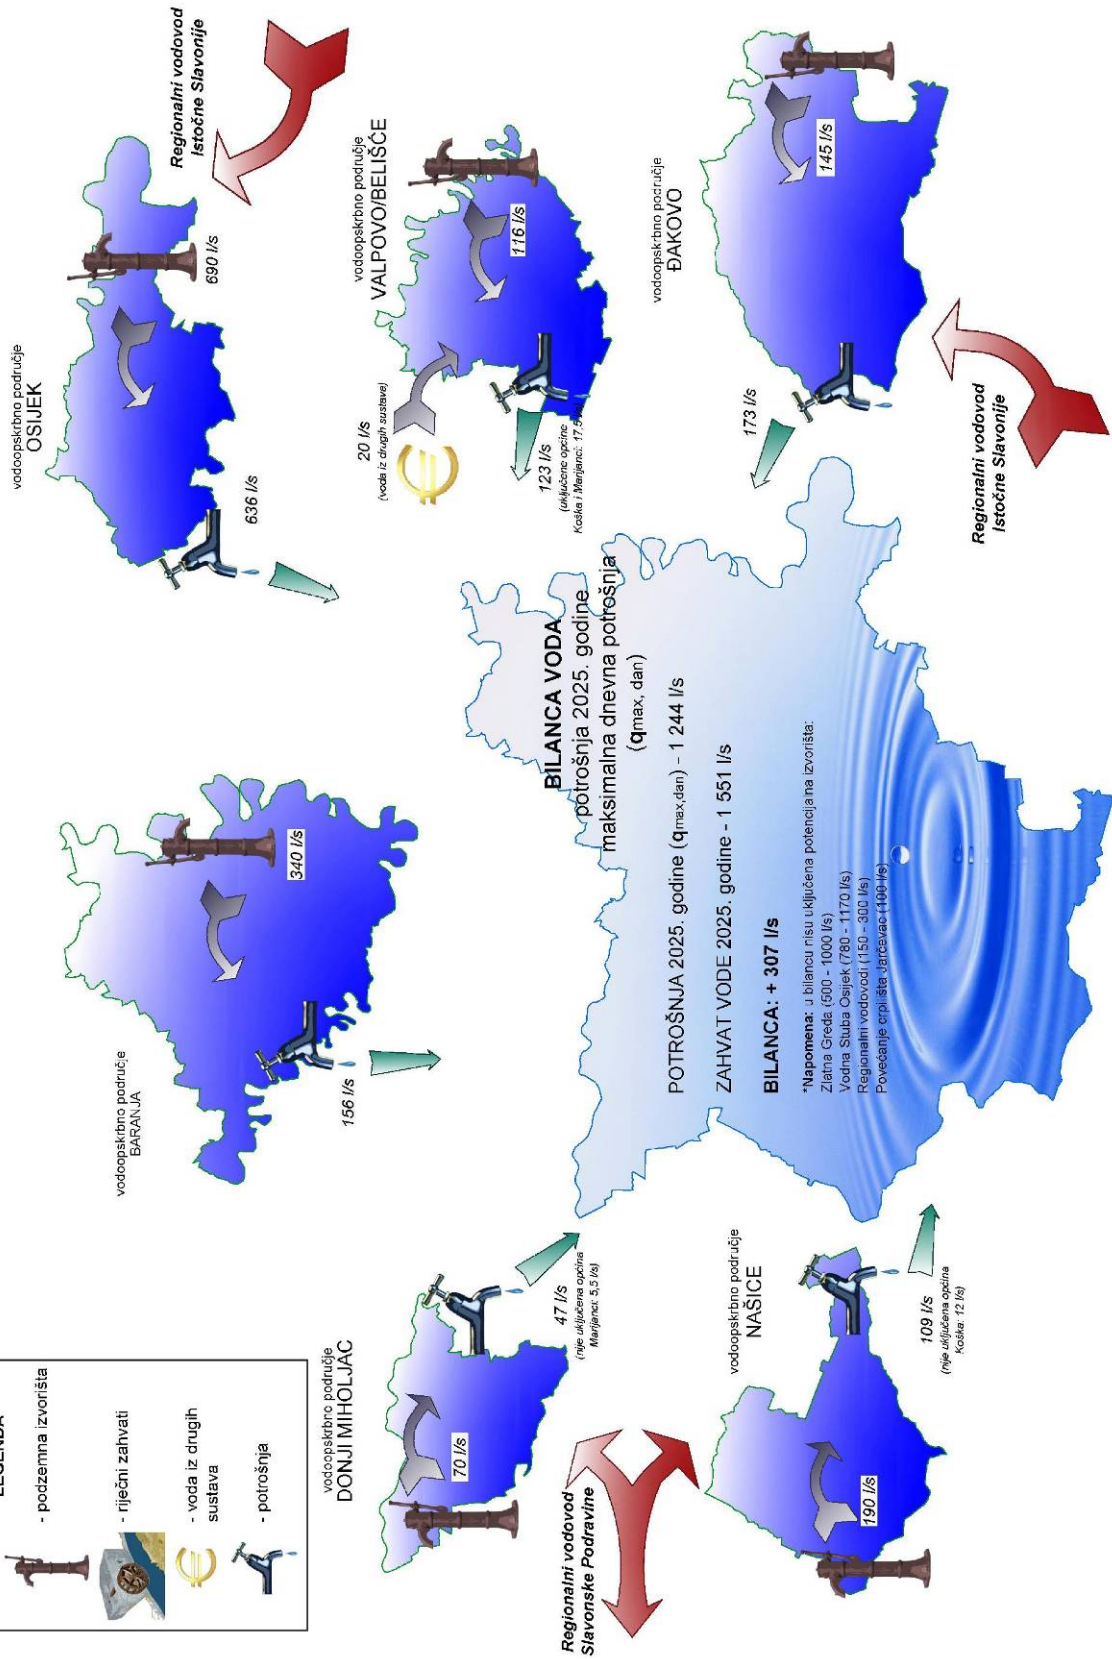 LEGENDA
- podzemna izvorišta
- riječni zahvati
- voda iz drugih
sustava
- potrošnja
vodoopskrbno područje
BARANJA
340 l/s
156 l/s
vodoopskrbno područje
OSIJEK
690 l/s
636 l/s
Regionalni vodovod
Istočne Slavonije
vodoopskrbno područje
DONJI MIHOLJAC
70 l/s
47 l/s
(nije uključena općina
Marijanci: 5,5 l/s)
vodoopskrbno područje
VALPOVO/BELIŠĆE
20 l/s
(voda iz drugih sustava)
116 l/s
123 l/s
(uključene općine
Koška i Marijanci: 17,5
BILANCA VODA
potrošnja 2025. godine
maksimalna dnevna potrošnja
(qmax, dan)
POTROŠNJA 2025. godine (qmax,dan) - 1 244 l/s
ZAHVAT VODE 2025. godine - 1 551 l/s
BILANCA: + 307 l/s
*Napomena: u bilancu nisu uključena potencijalna izvorišta:
Zlatna Greda (500 - 1000 l/s)
Vodna Stuba Osijek (780 - 1170 l/s)
Regionalni vodovodi (150 - 300 l/s)
Povećanje crpilišta Jarčevac (100 l/s)
Regionalni vodovod
Slavonske Podravine
vodoopskrbno područje
NAŠICE
190 l/s
109 l/s
(nije uključena općina
Koška: 12 l/s)
vodoopskrbno područje
ĐAKOVO
145 l/s
173 l/s
Regionalni vodovod
Istočne Slavonije